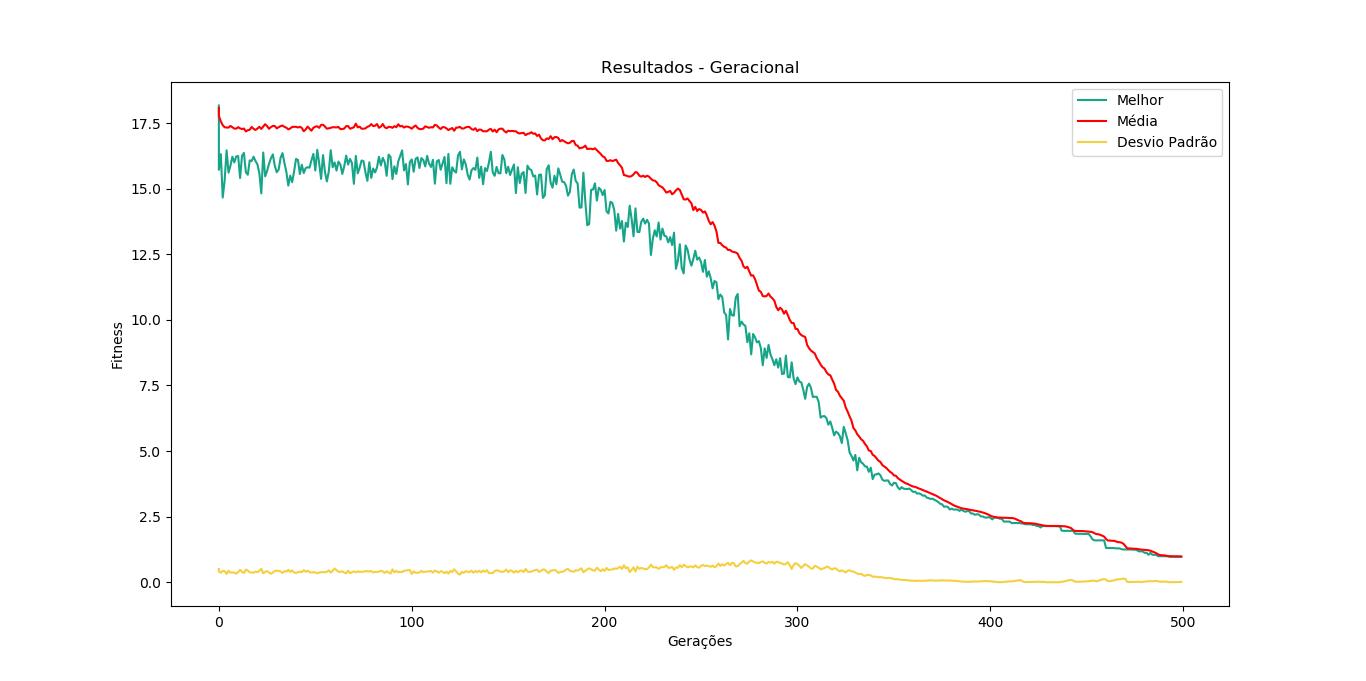 Resultados - Geracional
Melhor
Média
Desvio Padrão
17.5
15.0
12.5
10.0
7.5
5.0
2.5
0.0
Fitness
0 100 200 300 400 500
Gerações